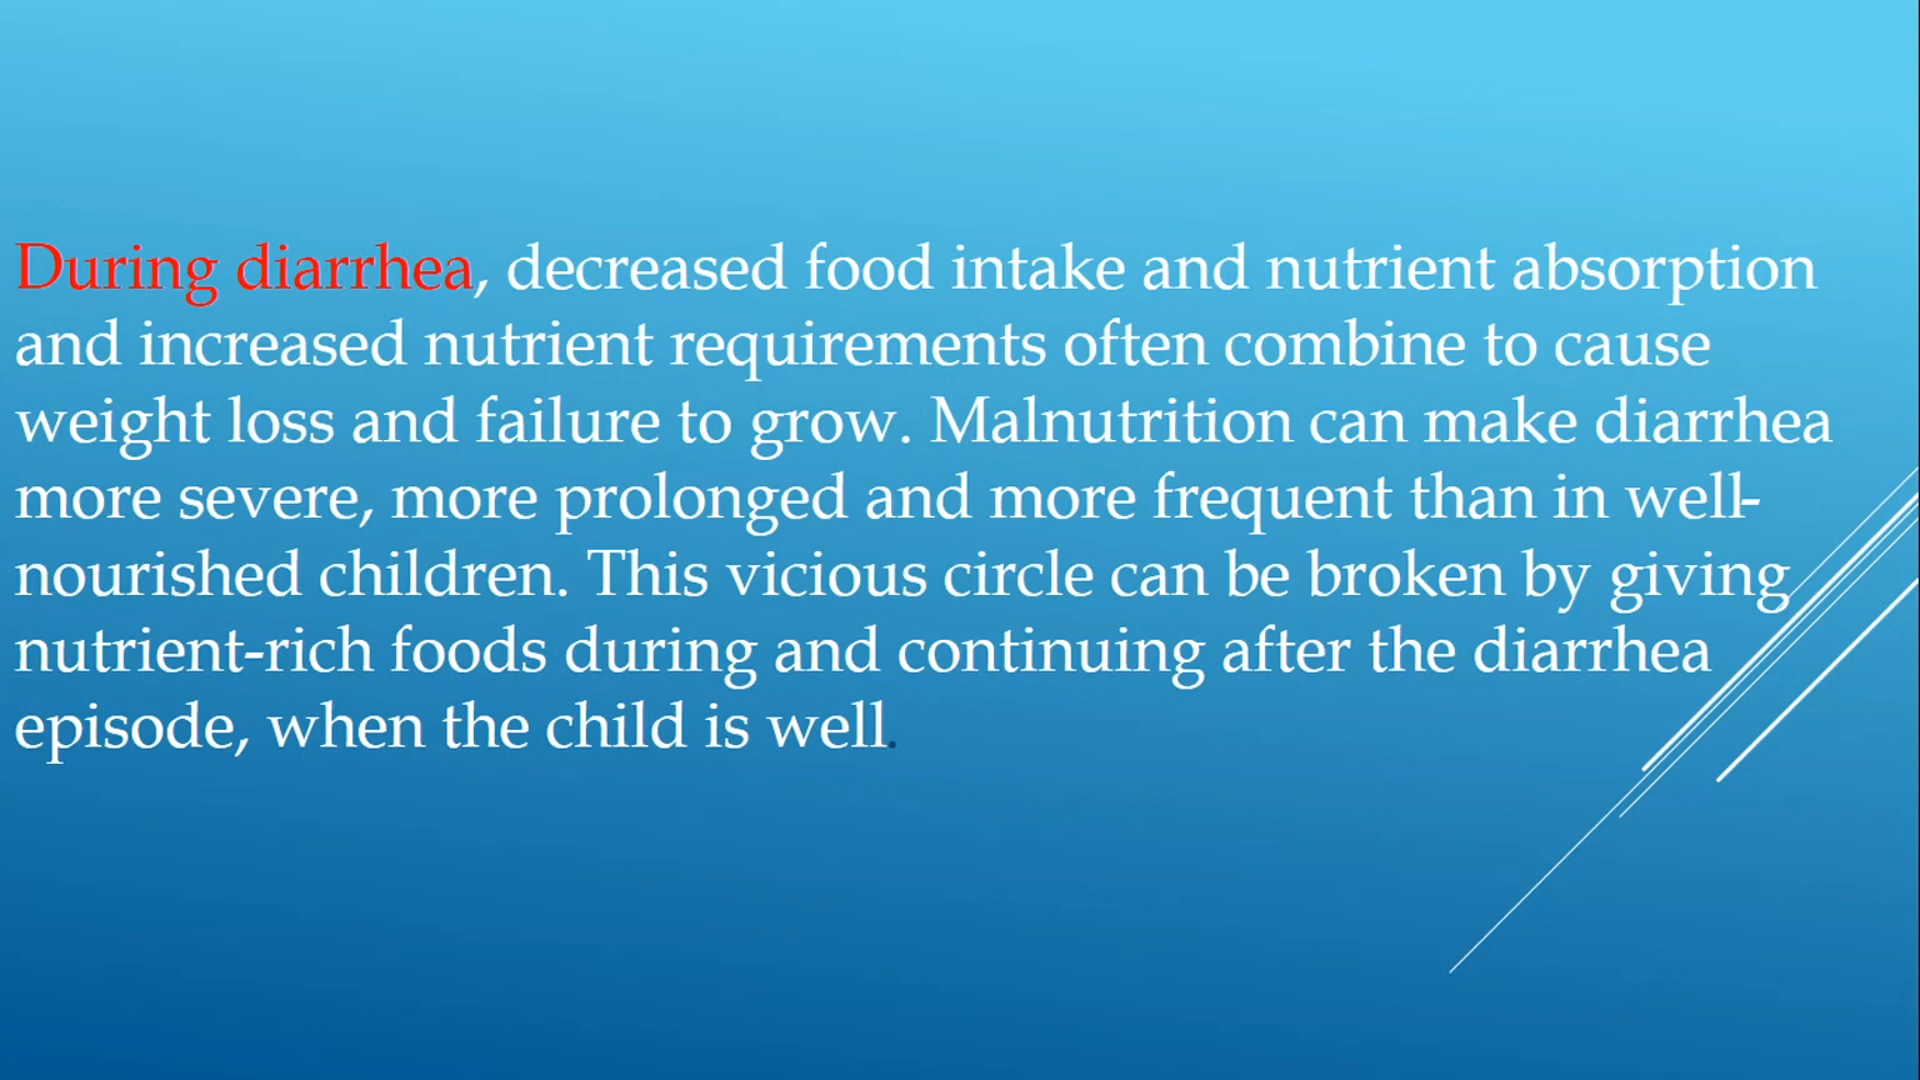 During diarrhea, decreased food intake and nutrient absorption
and increased nutrient requirements often combine to cause
weight loss and failure to grow. Malnutrition can make diarrhea
more severe, more prolonged and more frequent than in well-
nourished children. This vicious circle can be broken by giving
nutrient-rich foods during and continuing after the diarrhea
episode, when the child is well.